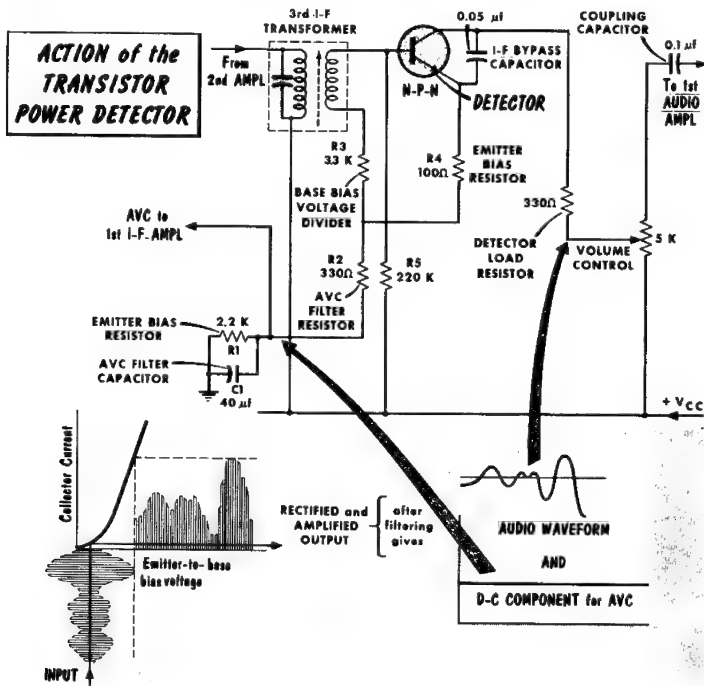 ACTION of the
TRANSISTOR
POWER DETECTOR
3rd I-F
TRANSFORMER
From
2nd AMPL
0.05 µf
I-F BYPASS
CAPACITOR
N-P-N
DETECTOR
COUPLING
CAPACITOR
0.1 µf
To 1st
AUDIO
AMPL
R3
33 K
BASE BIAS
VOLTAGE
DIVIDER
R4
100Ω
EMITTER
BIAS
RESISTOR
AVC to
1st I-F-AMPL
330Ω
DETECTOR
LOAD
RESISTOR
VOLUME
CONTROL
5 K
R2
330Ω
AVC
FILTER
RESISTOR
R5
220 K
EMITTER BIAS
RESISTOR
2.2 K
R1
AVC FILTER
CAPACITOR
C1
40 µf
+ VCC
Collector Current
Emitter-to-base
bias voltage
INPUT
RECTIFIED and
AMPLIFIED
OUTPUT
after
filtering
gives
AUDIO WAVEFORM
AND
D-C COMPONENT for AVC